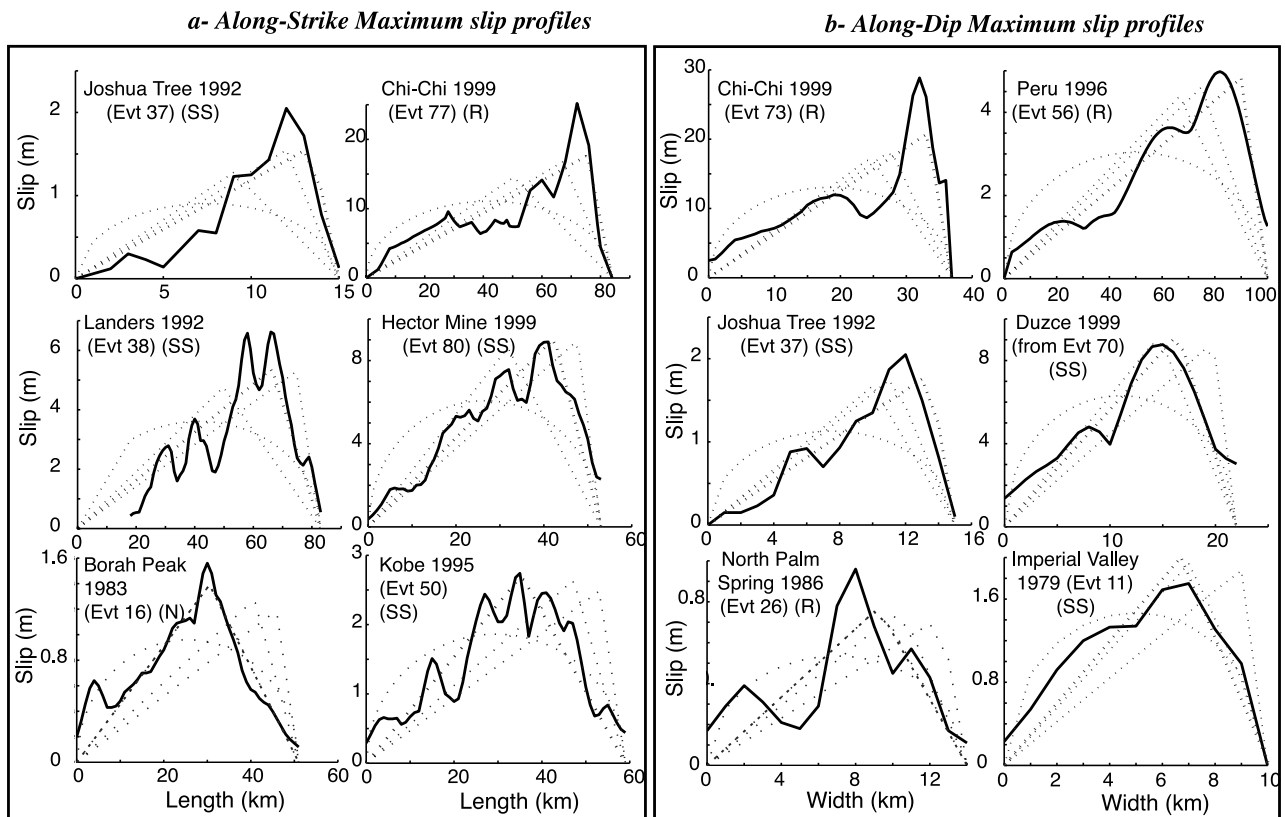 a- Along-Strike Maximum slip profiles
Joshua Tree 1992
(Evt 37) (SS)
Slip (m)
2
1
0
0 5 10 15
Chi-Chi 1999
(Evt 77) (R)
20
10
0
0 20 40 60 80
Landers 1992
(Evt 38) (SS)
Slip (m)
6
4
2
0
0 20 40 60 80
Hector Mine 1999
(Evt 80) (SS)
8
4
0
0 20 40 60
Borah Peak
1983
(Evt 16) (N)
Slip (m)
1.6
0.8
0
0 20 40 60
Length (km)
Kobe 1995
(Evt 50)
(SS)
3
2
1
0
0 20 40 60
Length (km)
b- Along-Dip Maximum slip profiles
Chi-Chi 1999
(Evt 73) (R)
Slip (m)
30
20
10
0
0 10 20 30 40
Peru 1996
(Evt 56) (R)
4
2
0
0 20 40 60 80 100
Joshua Tree 1992
(Evt 37) (SS)
Slip (m)
2
1
0
0 4 8 12 16
Duzce 1999
(from Evt 70)
(SS)
8
4
0
0 10 20
North Palm
Spring 1986
(Evt 26) (R)
Slip (m)
0.8
0.4
0
0 4 8 12
Width (km)
Imperial Valley
1979 (Evt 11)
(SS)
1.6
0.8
0
0 2 4 6 8 10
Width (km)